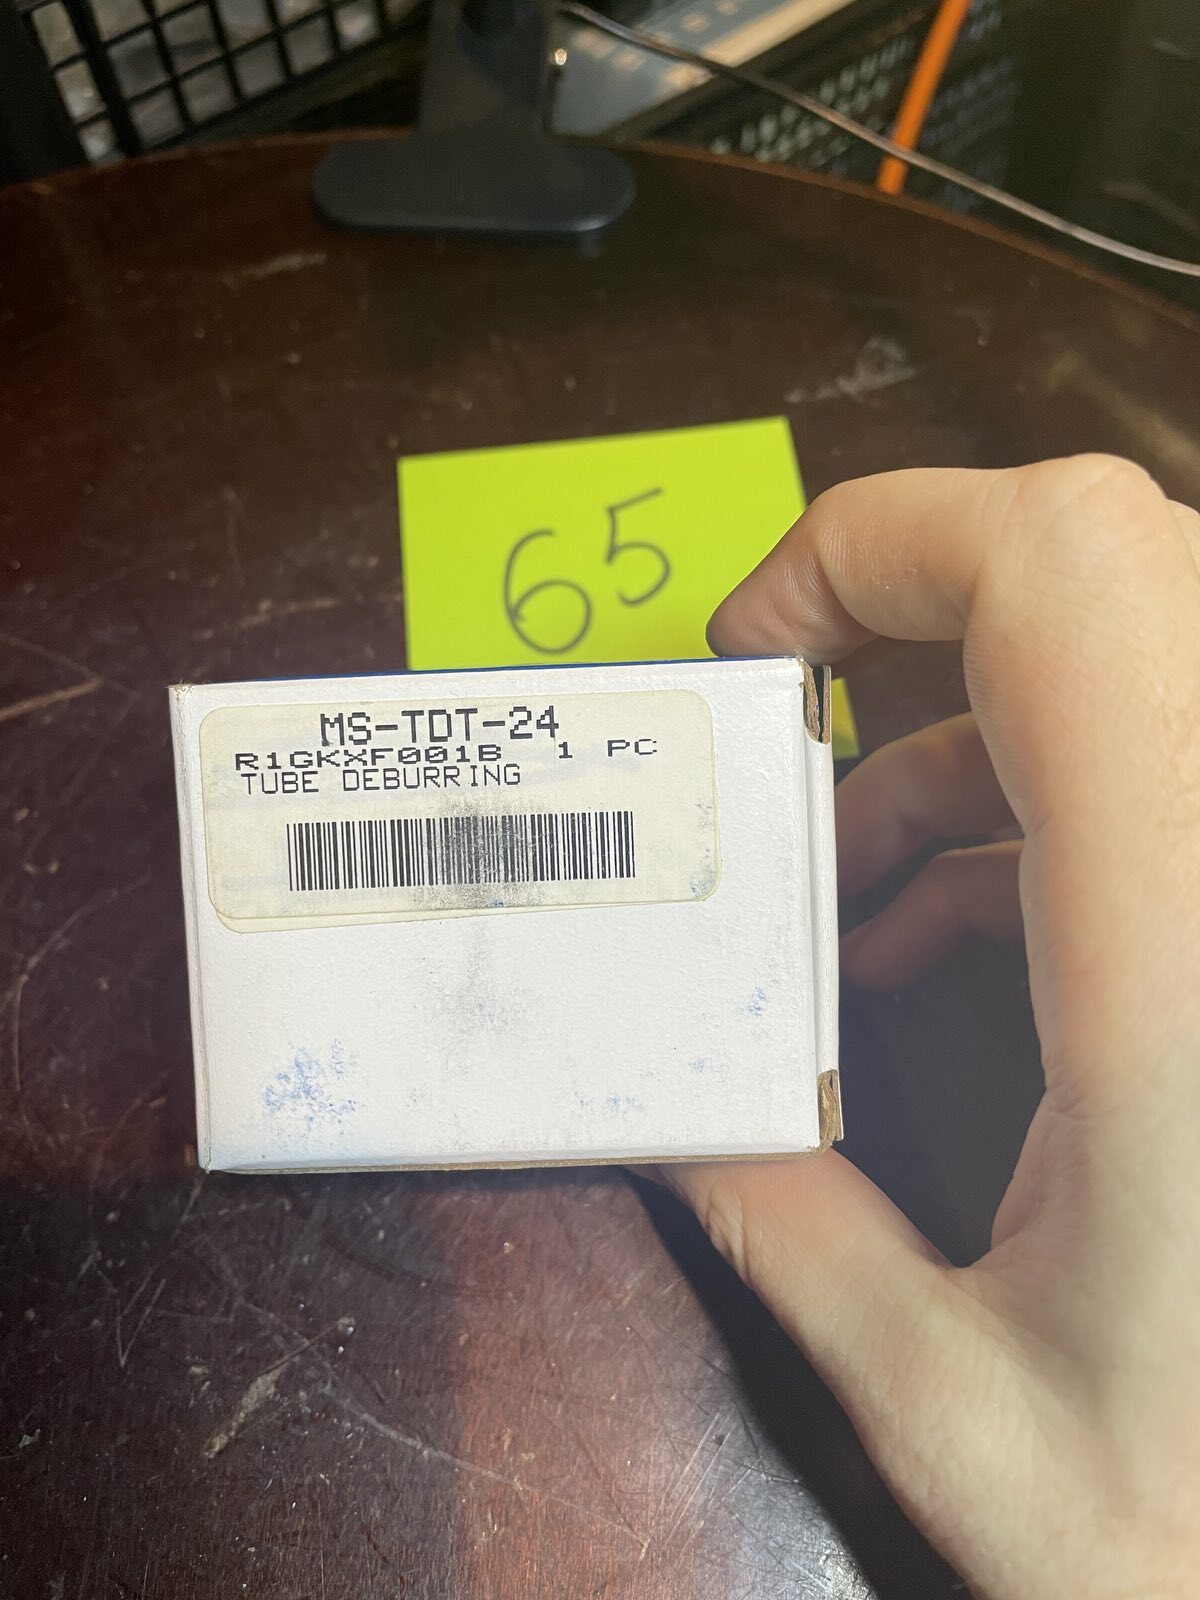 65
MS-TDT-24
R1GKXF001B 1 PC
TUBE DEBURRING